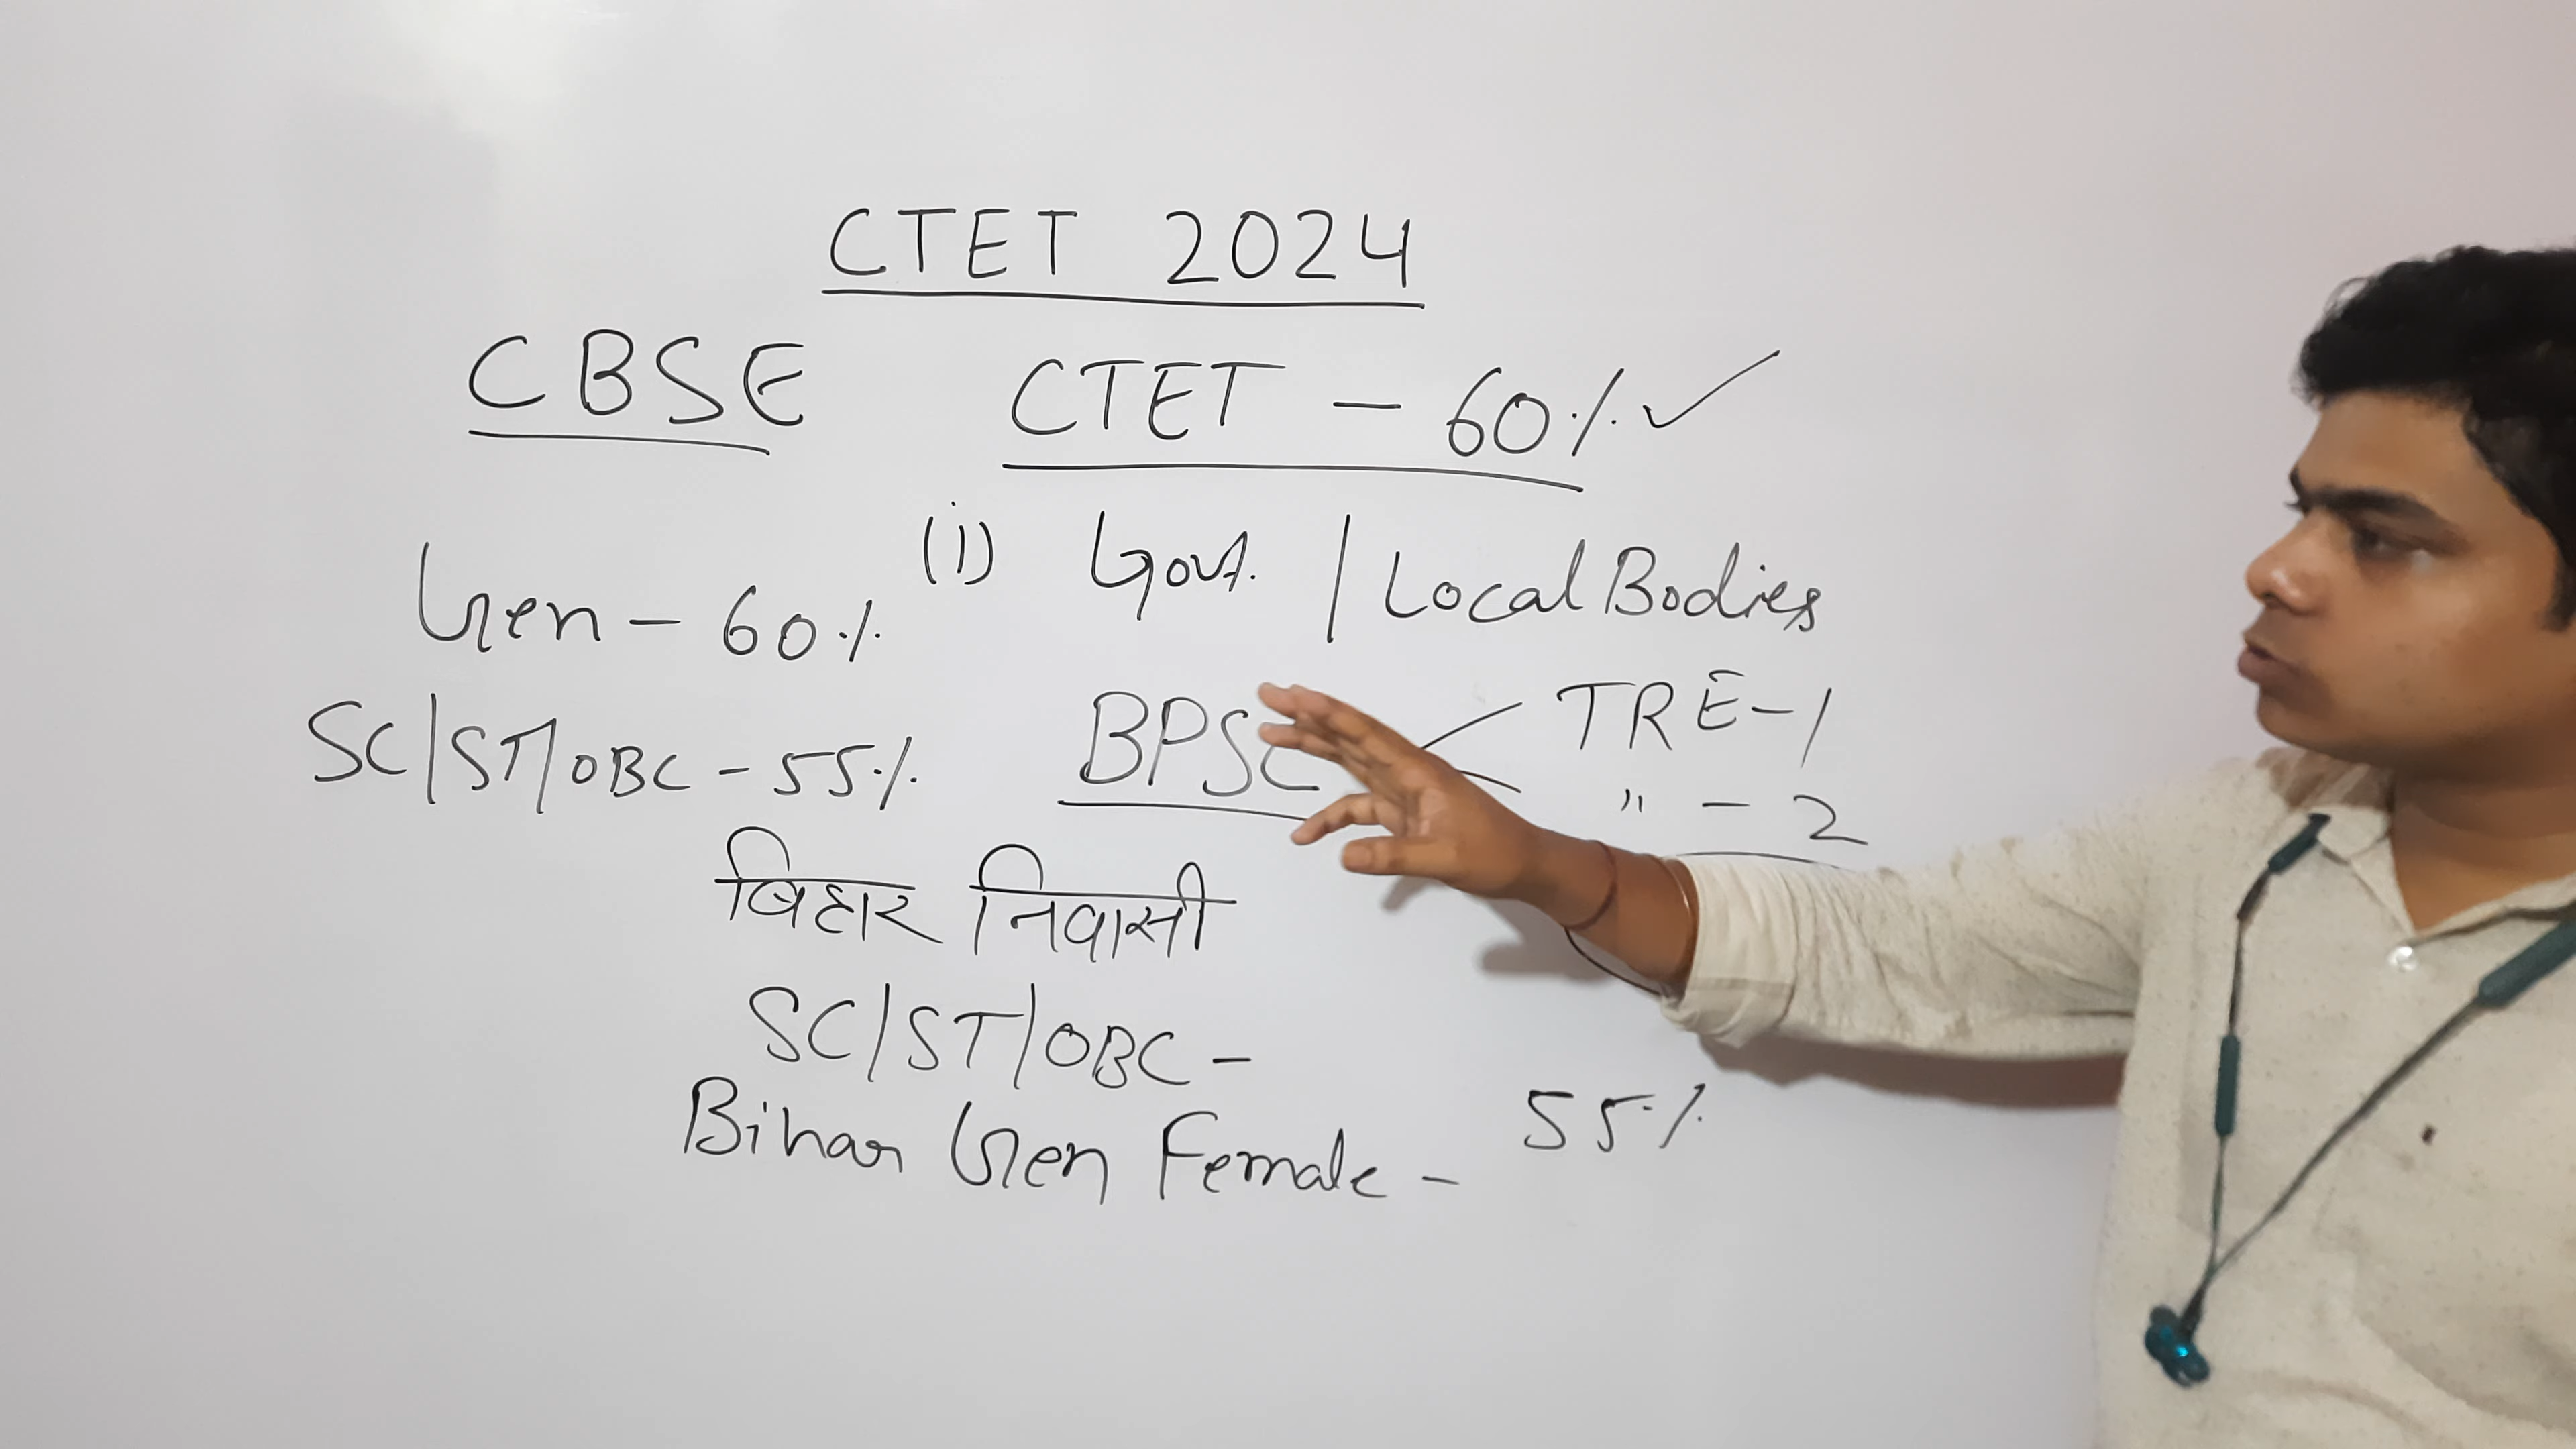 CTET 2024
CBSE
CTET - 60%
(i) Govt. / Local Bodies
Gen - 60%
SC/ST/OBC - 55%
BPSC
TRE-1
" - 2
बिहार निवासी
SC/ST/OBC -
Bihar Gen Female - 55%